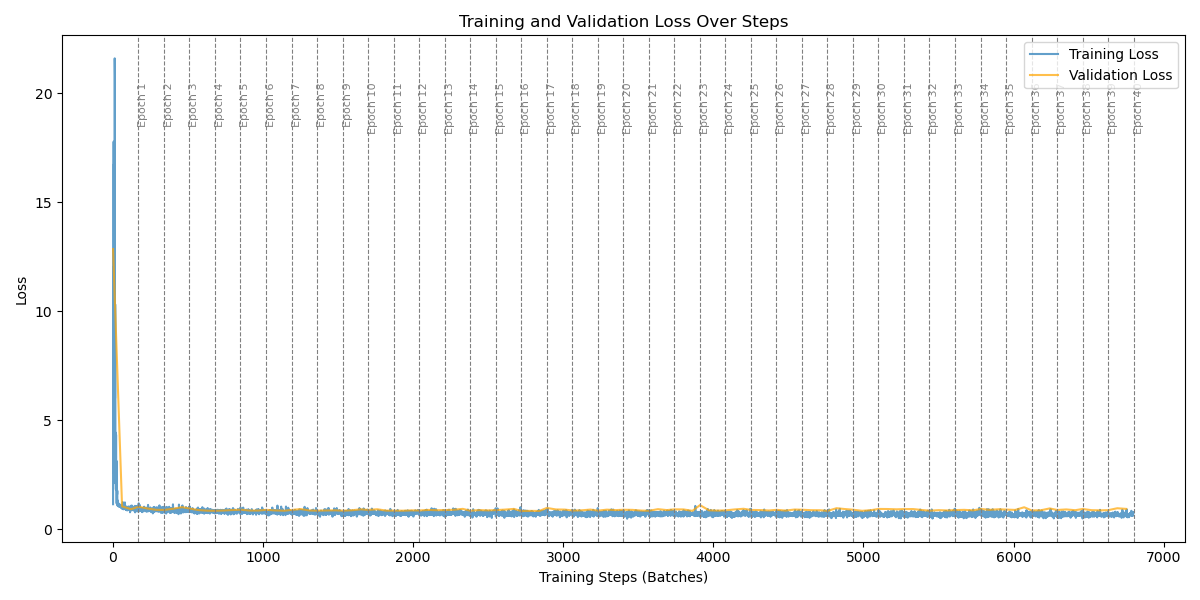 Training and Validation Loss Over Steps
Training Loss
Validation Loss
Epoch 1
Epoch 2
Epoch 3
Epoch 4
Epoch 5
Epoch 6
Epoch 7
Epoch 8
Epoch 9
Epoch 10
Epoch 11
Epoch 12
Epoch 13
Epoch 14
Epoch 15
Epoch 16
Epoch 17
Epoch 18
Epoch 19
Epoch 20
Epoch 21
Epoch 22
Epoch 23
Epoch 24
Epoch 25
Epoch 26
Epoch 27
Epoch 28
Epoch 29
Epoch 30
Epoch 31
Epoch 32
Epoch 33
Epoch 34
Epoch 35
Epoch
Epoch
Epoch
Epoch
Epoch
20
15
10
5
0
Loss
0
1000
2000
3000
4000
5000
6000
7000
Training Steps (Batches)